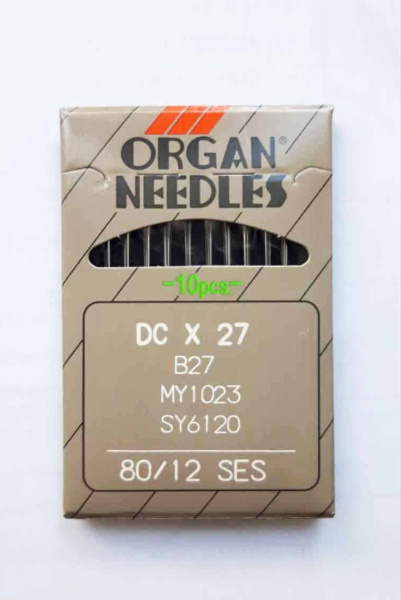 ORGAN®
NEEDLES
-10pcs-
DC X 27
B27
MY1023
SY6120
80/12 SES